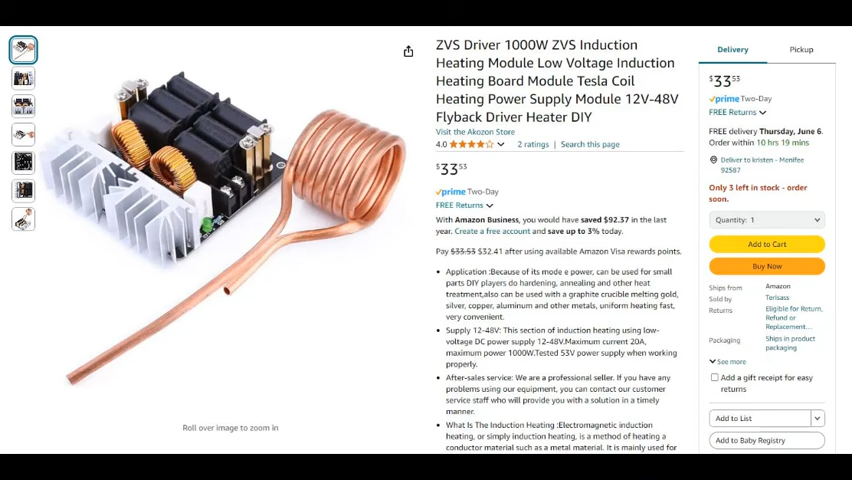 ZVS Driver 1000W ZVS Induction
Heating Module Low Voltage Induction
Heating Board Module Tesla Coil
Heating Power Supply Module 12V-48V
Flyback Driver Heater DIY
Visit the Akozon Store
4.0 2 ratings | Search this page
$33 53
prime Two-Day
FREE Returns
With Amazon Business, you would have saved $92.37 in the last
year. Create a free account and save up to 3% today.
Pay $33.53 $32.41 after using available Amazon Visa rewards points.
• Application :Because of its mode e power, can be used for small
parts DIY players do hardening, annealing and other heat
treatment,also can be used with a graphite crucible melting gold,
silver, copper, aluminum and other metals, uniform heating fast,
very convenient.
• Supply 12-48V: This section of induction heating using low-
voltage DC power supply 12-48V.Maximum current 20A,
maximum power 1000W.Tested 53V power supply when working
properly.
• After-sales service: We are a professional seller. If you have any
problems using our equipment, you can contact our customer
service staff who will provide you with a solution in a timely
manner.
• What Is The Induction Heating :Electromagnetic induction
heating, or simply induction heating, is a method of heating a
conductor material such as a metal material. It is mainly used for
Roll over image to zoom in
Delivery Pickup
$33 53
prime Two-Day
FREE Returns
FREE delivery Thursday, June 6.
Order within 10 hrs 19 mins
Deliver to kristen - Menifee
92587
Only 3 left in stock - order
soon.
Quantity: 1
Add to Cart
Buy Now
Ships from Amazon
Sold by Terisass
Returns Eligible for Return,
Refund or
Replacement...
Packaging Ships in product
packaging
See more
Add a gift receipt for easy
returns
Add to List
Add to Baby Registry